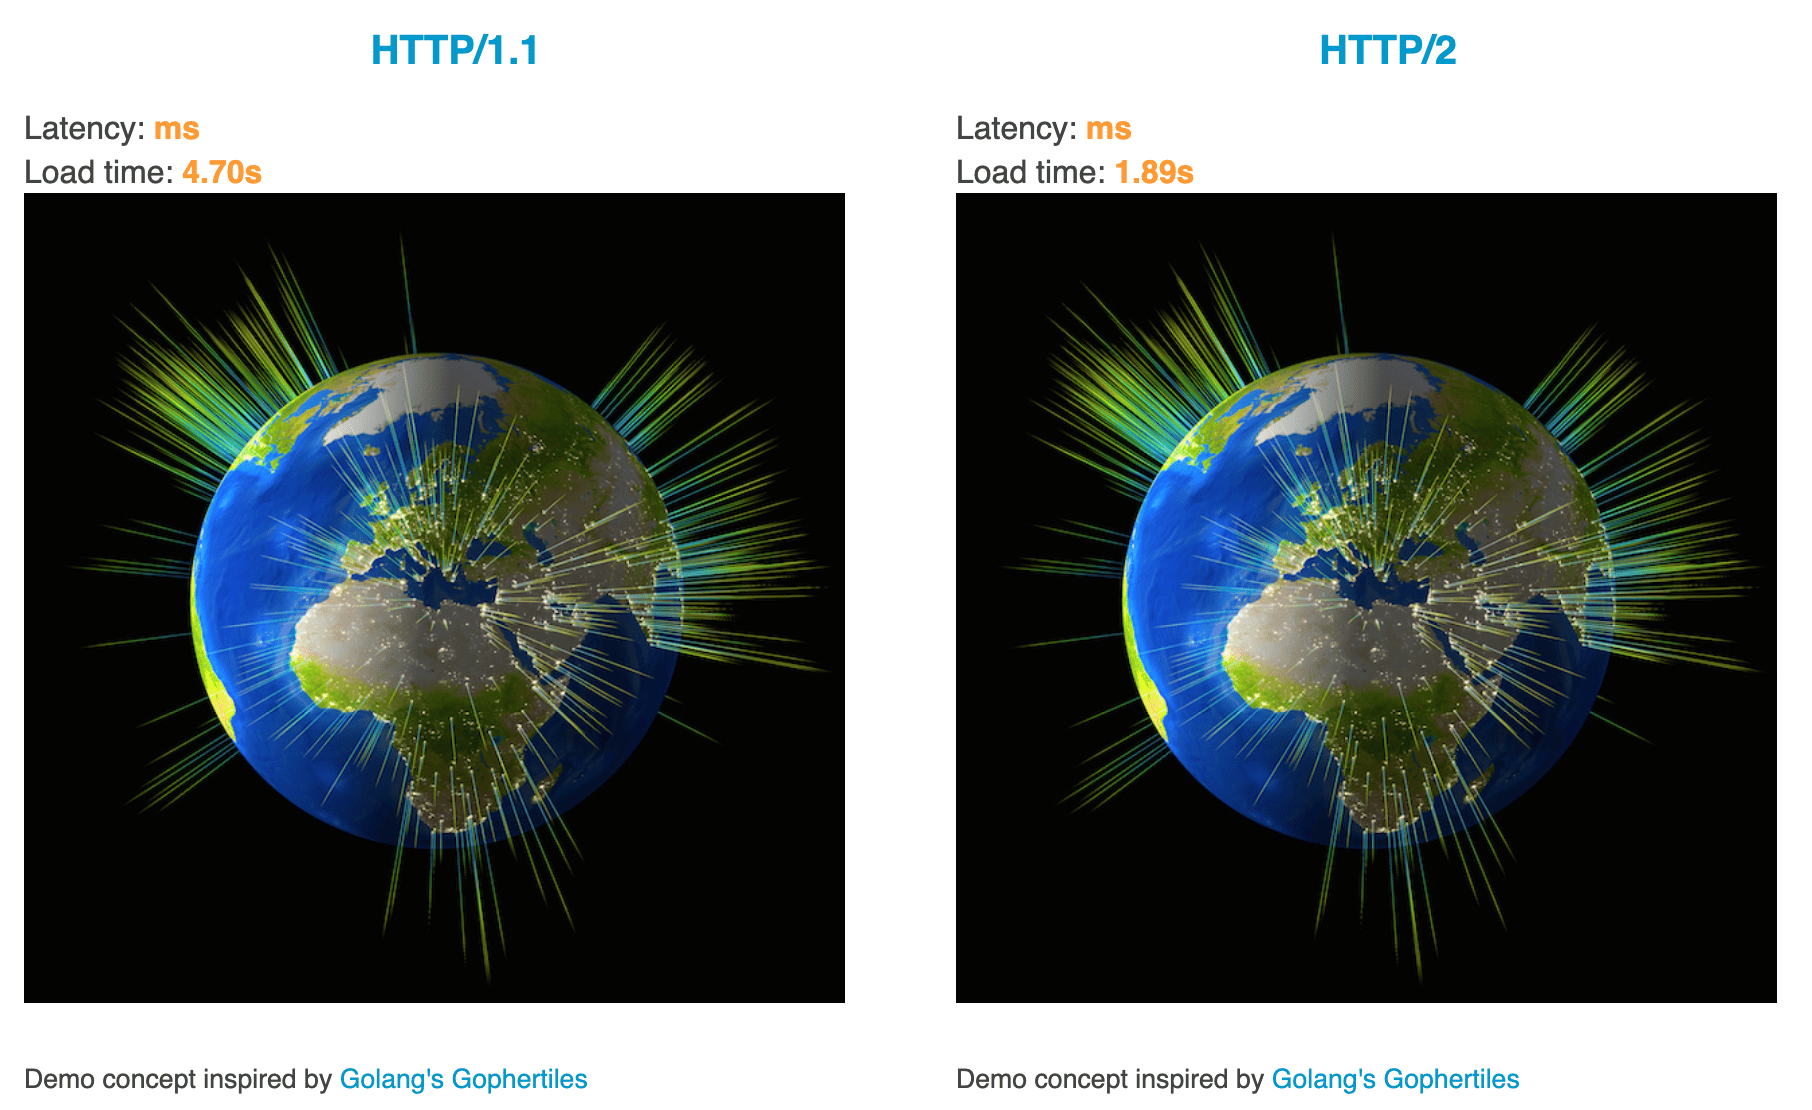 HTTP/1.1
Latency: ms
Load time: 4.70s
Demo concept inspired by Golang's Gophertiles
HTTP/2
Latency: ms
Load time: 1.89s
Demo concept inspired by Golang's Gophertiles